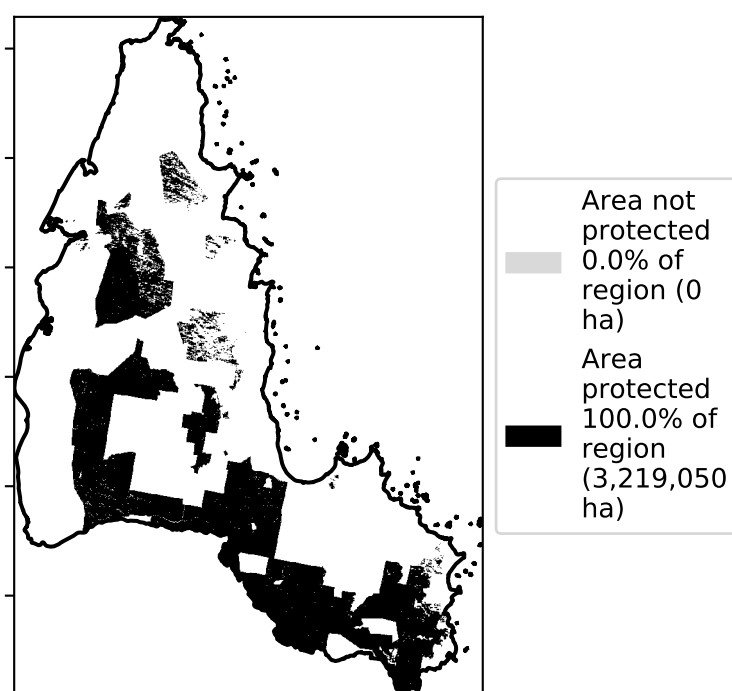 Area not
protected
0.0% of
region (0
ha)
Area
protected
100.0% of
region
(3,219,050
ha)